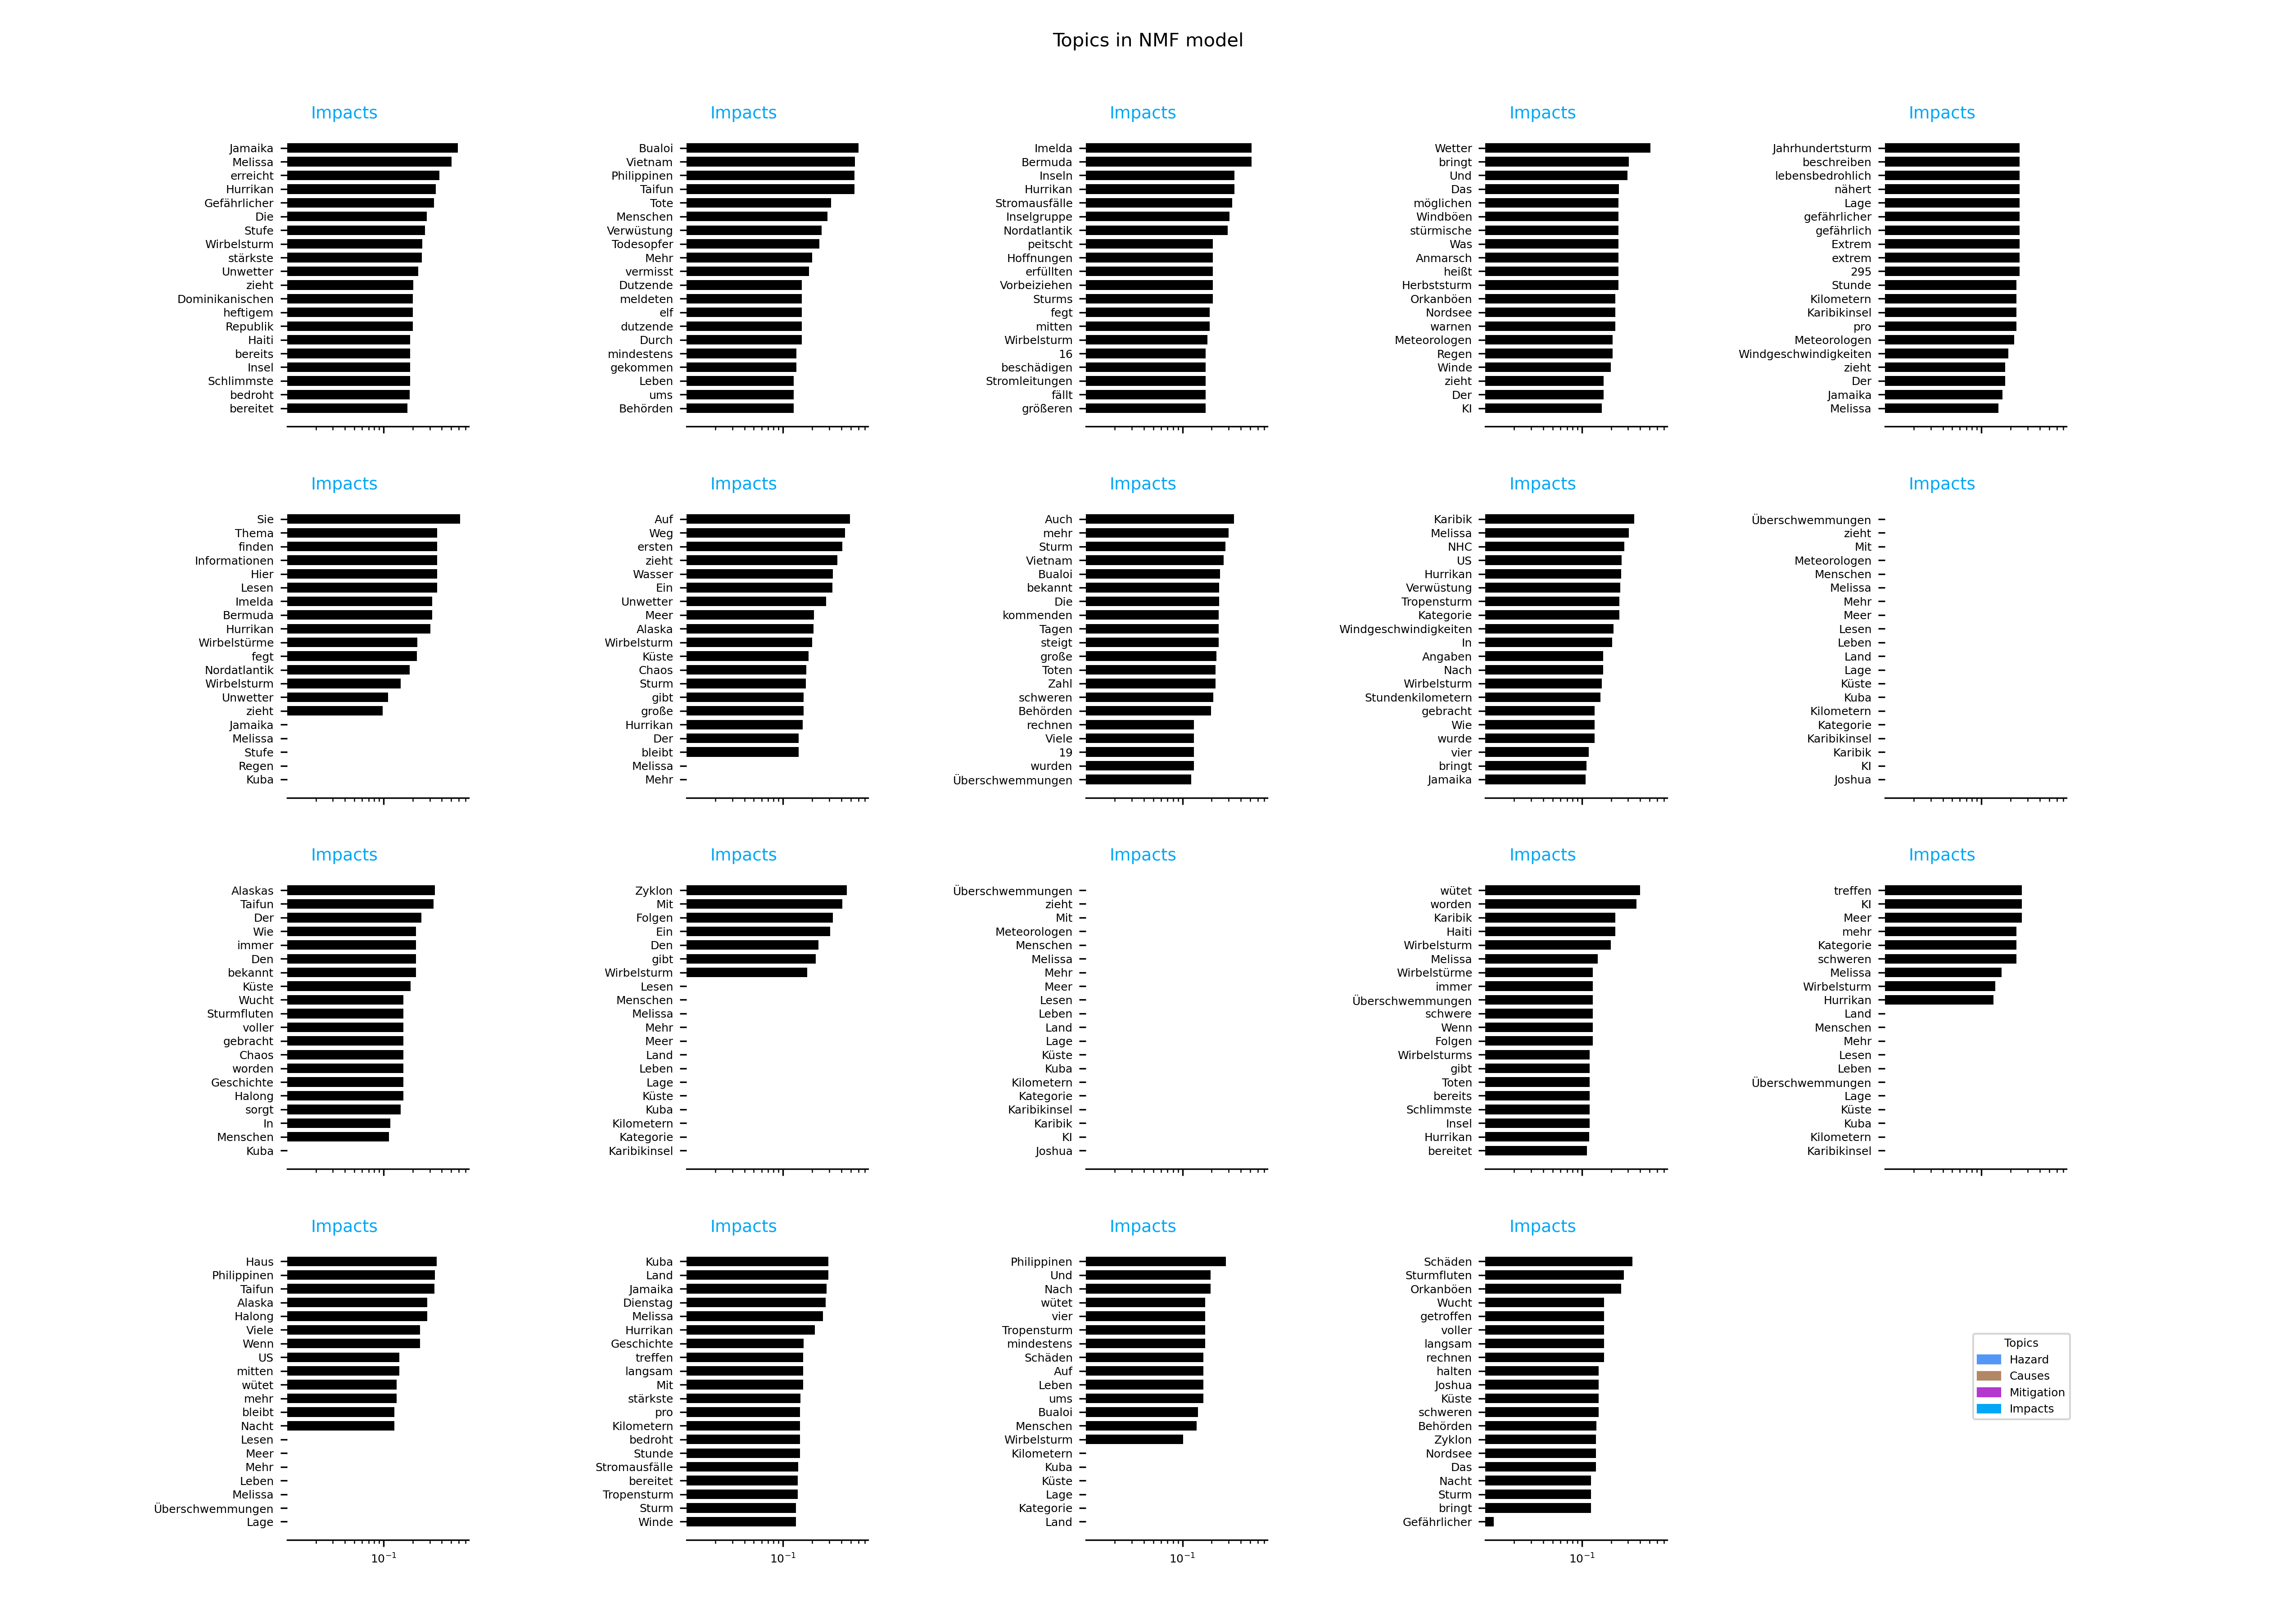 Topics in NMF model
Impacts
Jamaika
Melissa
erreicht
Hurrikan
Gefährlicher
Die
Stufe
Wirbelsturm
stärkste
Unwetter
zieht
Dominikanischen
heftigem
Republik
Haiti
bereits
Insel
Schlimmste
bedroht
bereitet
Impacts
Bualoi
Vietnam
Philippinen
Taifun
Tote
Menschen
Verwüstung
Todesopfer
Mehr
vermisst
Dutzende
meldeten
elf
dutzende
Durch
mindestens
gekommen
Leben
ums
Behörden
Impacts
Imelda
Bermuda
Inseln
Hurrikan
Stromausfälle
Inselgruppe
Nordatlantik
peitscht
Hoffnungen
erfüllten
Vorbeiziehen
Sturms
fegt
mitten
Wirbelsturm
16
beschädigen
Stromleitungen
fällt
größeren
Impacts
Wetter
bringt
Und
Das
möglichen
Windböen
stürmische
Was
Anmarsch
heißt
Herbststurm
Orkanböen
Nordsee
warnen
Meteorologen
Regen
Winde
zieht
Der
KI
Impacts
Jahrhundertsturm
beschreiben
lebensbedrohlich
nähert
Lage
gefährlicher
gefährlich
Extrem
extrem
295
Stunde
Kilometern
Karibikinsel
pro
Meteorologen
Windgeschwindigkeiten
zieht
Der
Jamaika
Melissa
Impacts
Sie
Thema
finden
Informationen
Hier
Lesen
Imelda
Bermuda
Hurrikan
Wirbelstürme
fegt
Nordatlantik
Wirbelsturm
Unwetter
zieht
Jamaika
Melissa
Stufe
Regen
Kuba
Impacts
Auf
Weg
ersten
zieht
Wasser
Ein
Unwetter
Meer
Alaska
Wirbelsturm
Küste
Chaos
Sturm
gibt
große
Hurrikan
Der
bleibt
Melissa
Mehr
Impacts
Auch
mehr
Sturm
Vietnam
Bualoi
bekannt
Die
kommenden
Tagen
steigt
große
Toten
Zahl
schweren
Behörden
rechnen
Viele
19
wurden
Überschwemmungen
Impacts
Karibik
Melissa
NHC
US
Hurrikan
Verwüstung
Tropensturm
Kategorie
Windgeschwindigkeiten
In
Angaben
Nach
Wirbelsturm
Stundenkilometern
gebracht
Wie
wurde
vier
bringt
Jamaika
Impacts
Überschwemmungen
zieht
Mit
Meteorologen
Menschen
Melissa
Mehr
Meer
Lesen
Leben
Land
Lage
Küste
Kuba
Kilometern
Kategorie
Karibikinsel
Karibik
KI
Joshua
Impacts
Alaskas
Taifun
Der
Wie
immer
Den
bekannt
Küste
Wucht
Sturmfluten
voller
gebracht
Chaos
worden
Geschichte
Halong
sorgt
In
Menschen
Kuba
Impacts
Zyklon
Mit
Folgen
Ein
Den
gibt
Wirbelsturm
Lesen
Menschen
Melissa
Mehr
Meer
Land
Leben
Lage
Küste
Kuba
Kilometern
Kategorie
Karibikinsel
Impacts
Überschwemmungen
zieht
Mit
Meteorologen
Menschen
Melissa
Mehr
Meer
Lesen
Leben
Land
Lage
Küste
Kuba
Kilometern
Kategorie
Karibikinsel
Karibik
KI
Joshua
Impacts
wütet
worden
Karibik
Haiti
Wirbelsturm
Melissa
Wirbelstürme
immer
Überschwemmungen
schwere
Wenn
Folgen
Wirbelsturms
gibt
Toten
bereits
Schlimmste
Insel
Hurrikan
bereitet
Impacts
treffen
KI
Meer
mehr
Kategorie
schweren
Melissa
Wirbelsturm
Hurrikan
Land
Menschen
Mehr
Lesen
Leben
Überschwemmungen
Lage
Küste
Kuba
Kilometern
Karibikinsel
Impacts
Haus
Philippinen
Taifun
Alaska
Halong
Viele
Wenn
US
mitten
wütet
mehr
bleibt
Nacht
Lesen
Meer
Mehr
Leben
Melissa
Überschwemmungen
Lage
10⁻¹
Impacts
Kuba
Land
Jamaika
Dienstag
Melissa
Hurrikan
Geschichte
treffen
langsam
Mit
stärkste
pro
Kilometern
bedroht
Stunde
Stromausfälle
bereitet
Tropensturm
Sturm
Winde
10⁻¹
Impacts
Philippinen
Und
Nach
wütet
vier
Tropensturm
mindestens
Schäden
Auf
Leben
ums
Bualoi
Menschen
Wirbelsturm
Kilometern
Kuba
Küste
Lage
Kategorie
Land
10⁻¹
Impacts
Schäden
Sturmfluten
Orkanböen
Wucht
getroffen
voller
langsam
rechnen
halten
Joshua
Küste
schweren
Behörden
Zyklon
Nordsee
Das
Nacht
Sturm
bringt
Gefährlicher
10⁻¹
Topics
Hazard
Causes
Mitigation
Impacts